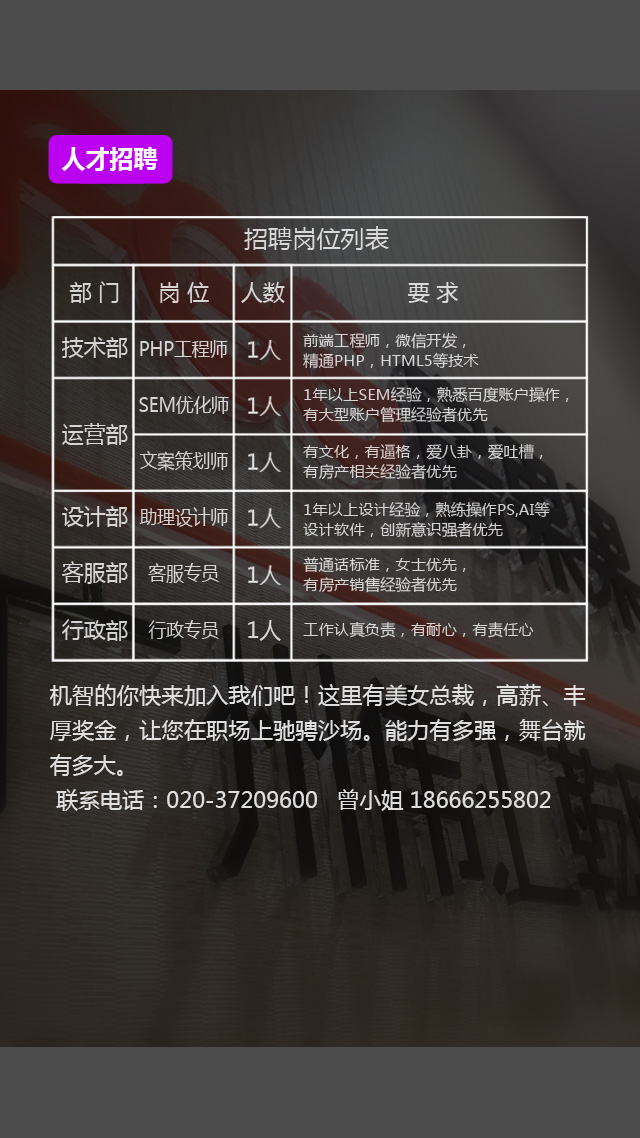 人才招聘
招聘岗位列表
部门 岗位 人数 要求
技术部 PHP工程师 1人 前端工程师，微信开发，
精通PHP，HTML5等技术
运营部 SEM优化师 1人 1年以上SEM经验，熟悉百度账户操作，
有大型账户管理经验者优先
文案策划师 1人 有文化，有逼格，爱八卦，爱吐槽，
有房产相关经验者优先
设计部 助理设计师 1人 1年以上设计经验，熟练操作PS,AI等
设计软件，创新意识强者优先
客服部 客服专员 1人 普通话标准，女士优先，
有房产销售经验者优先
行政部 行政专员 1人 工作认真负责，有耐心，有责任心
机智的你快来加入我们吧！这里有美女总裁，高薪、丰
厚奖金，让您在职场上驰骋沙场。能力有多强，舞台就
有多大。
联系电话：020-37209600 曾小姐 18666255802
广州市汇